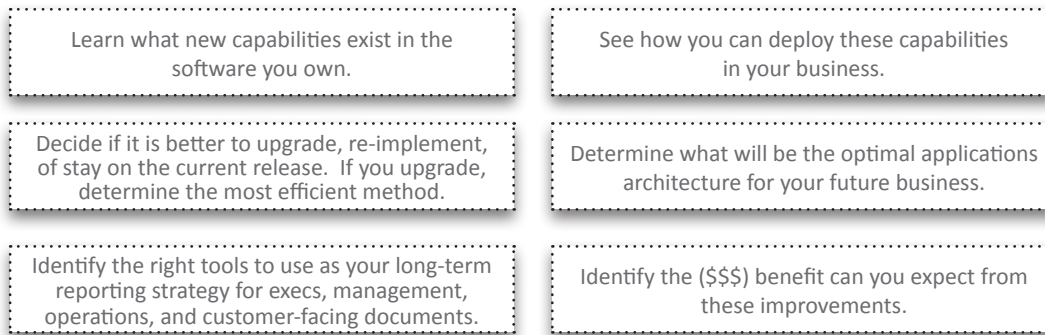 Learn what new capabilities exist in the
software you own.
See how you can deploy these capabilities
in your business.
Decide if it is better to upgrade, re-implement,
of stay on the current release.  If you upgrade,
determine the most efficient method.
Determine what will be the optimal applications
architecture for your future business.
Identify the right tools to use as your long-term
reporting strategy for execs, management,
operations, and customer-facing documents.
Identify the ($$$) benefit can you expect from
these improvements.